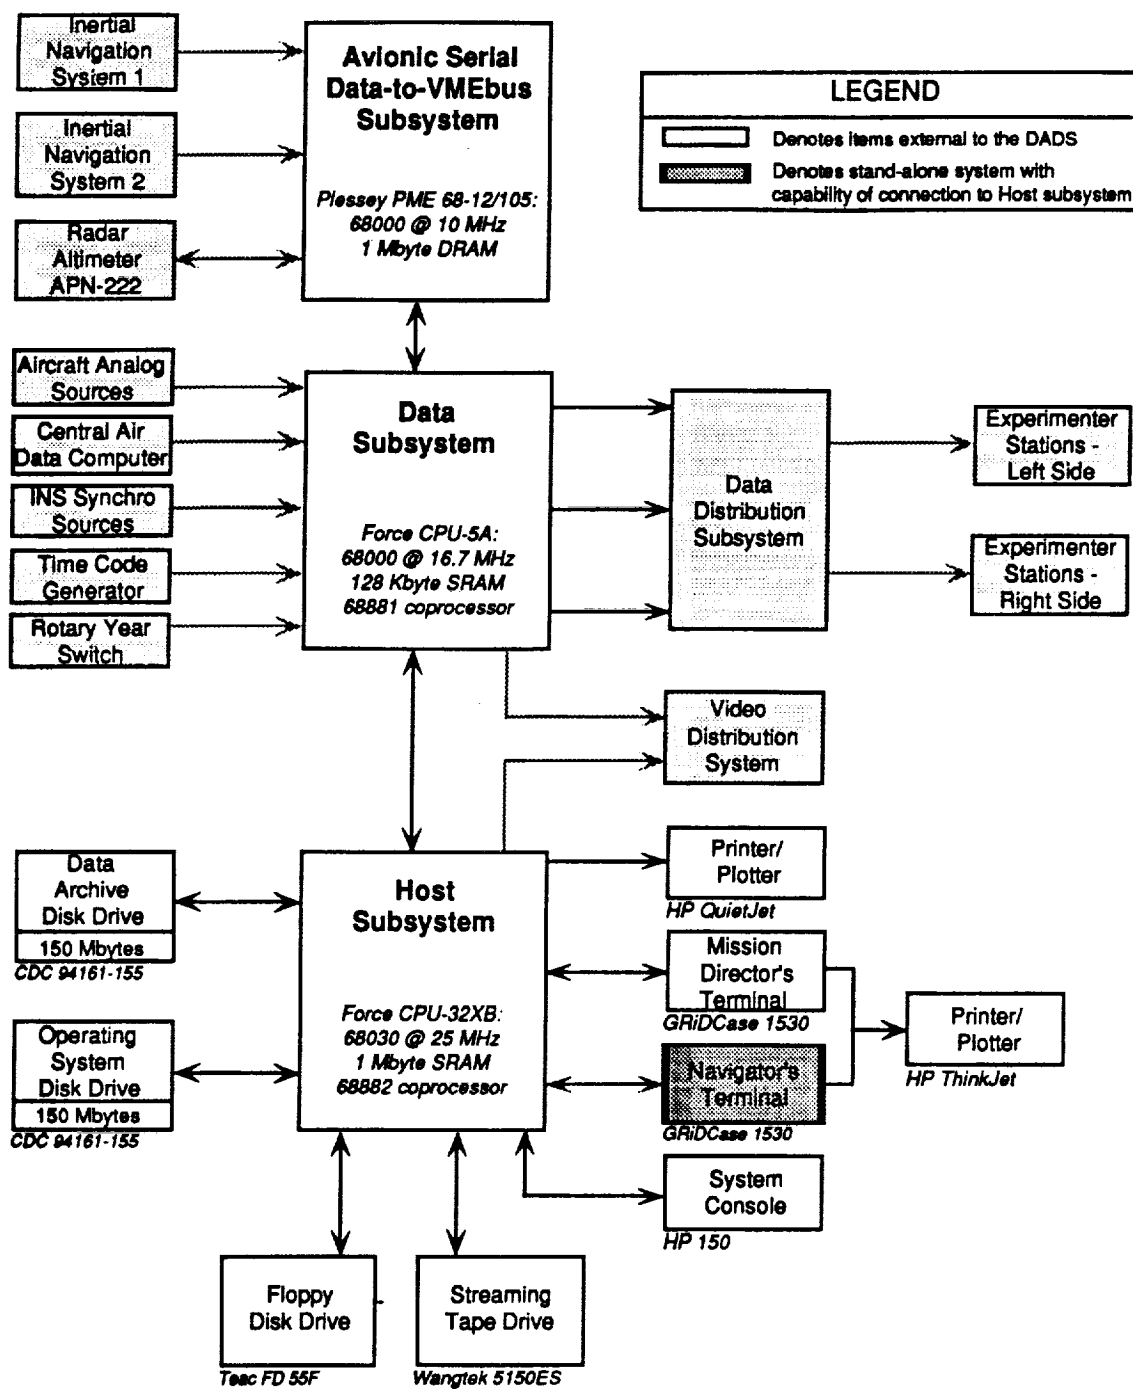 Inertial
Navigation
System 1
Inertial
Navigation
System 2
Radar
Altimeter
APN-222
Avionic Serial
Data-to-VMEbus
Subsystem
Plessey PME 68-12/105:
68000 @ 10 MHz
1 Mbyte DRAM
LEGEND
Denotes items external to the DADS
Denotes stand-alone system with
capability of connection to Host subsystem
Aircraft Analog
Sources
Central Air
Data Computer
INS Synchro
Sources
Time Code
Generator
Rotary Year
Switch
Data
Subsystem
Force CPU-5A:
68000 @ 16.7 MHz
128 Kbyte SRAM
68881 coprocessor
Data
Distribution
Subsystem
Experimenter
Stations -
Left Side
Experimenter
Stations -
Right Side
Video
Distribution
System
Data
Archive
Disk Drive
150 Mbytes
CDC 94161-155
Operating
System
Disk Drive
150 Mbytes
CDC 94161-155
Host
Subsystem
Force CPU-32XB:
68030 @ 25 MHz
1 Mbyte SRAM
68882 coprocessor
Printer/
Plotter
HP QuietJet
Mission
Director's
Terminal
GRiDCase 1530
Navigator's
Terminal
GRiDCase 1530
Printer/
Plotter
HP ThinkJet
System
Console
HP 150
Floppy
Disk Drive
Teac FD 55F
Streaming
Tape Drive
Wangtek 5150ES